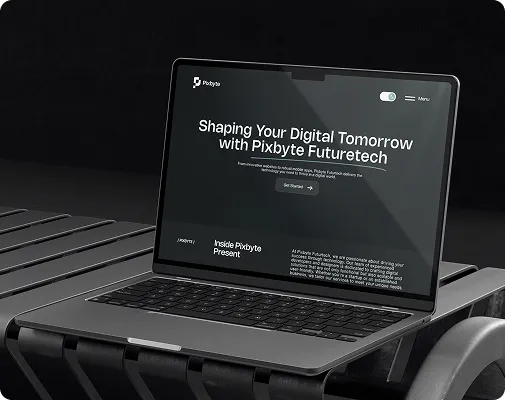 Pixbyte
Menu
Shaping Your Digital Tomorrow
with Pixbyte Futuretech
From innovative websites to robust mobile apps, Pixbyte Futurtech delivers the
technology you need to thrive in a digital world.
Get Started
/ pixbyte /
Inside Pixbyte
Present
At Pixbyte Futurtech, we are passionate about driving your
success through technology. Our team of experienced
developers and designers is dedicated to crafting digital
solutions that are not only functional but also scalable and
user-friendly. Whether you're a startup or an established
business, we tailor our services to meet your unique needs